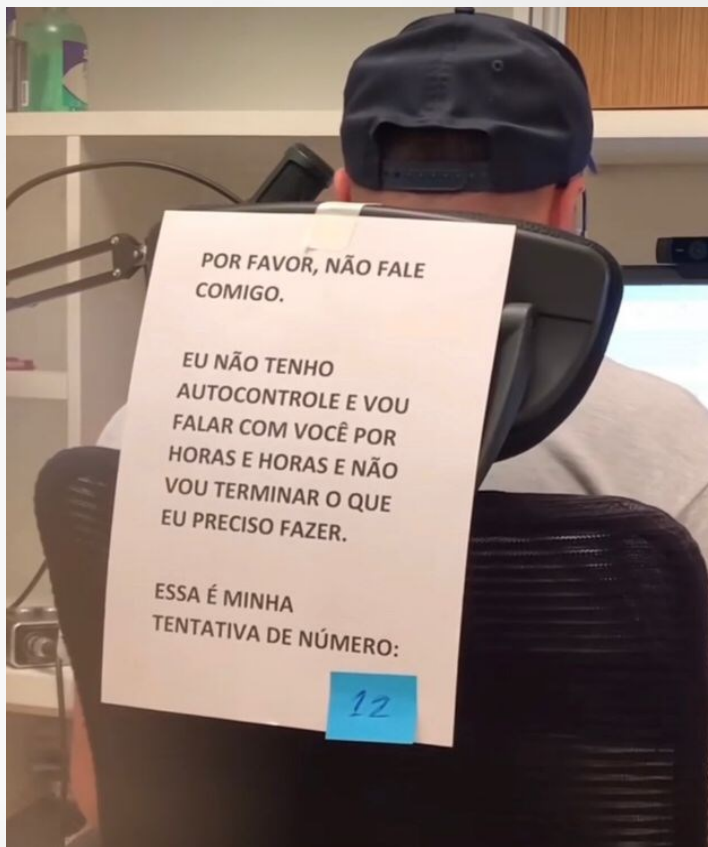 POR FAVOR, NÃO FALE
COMIGO.
EU NÃO TENHO
AUTOCONTROLE E VOU
FALAR COM VOCÊ POR
HORAS E HORAS E NÃO
VOU TERMINAR O QUE
EU PRECISO FAZER.
ESSA É MINHA
TENTATIVA DE NÚMERO:
12